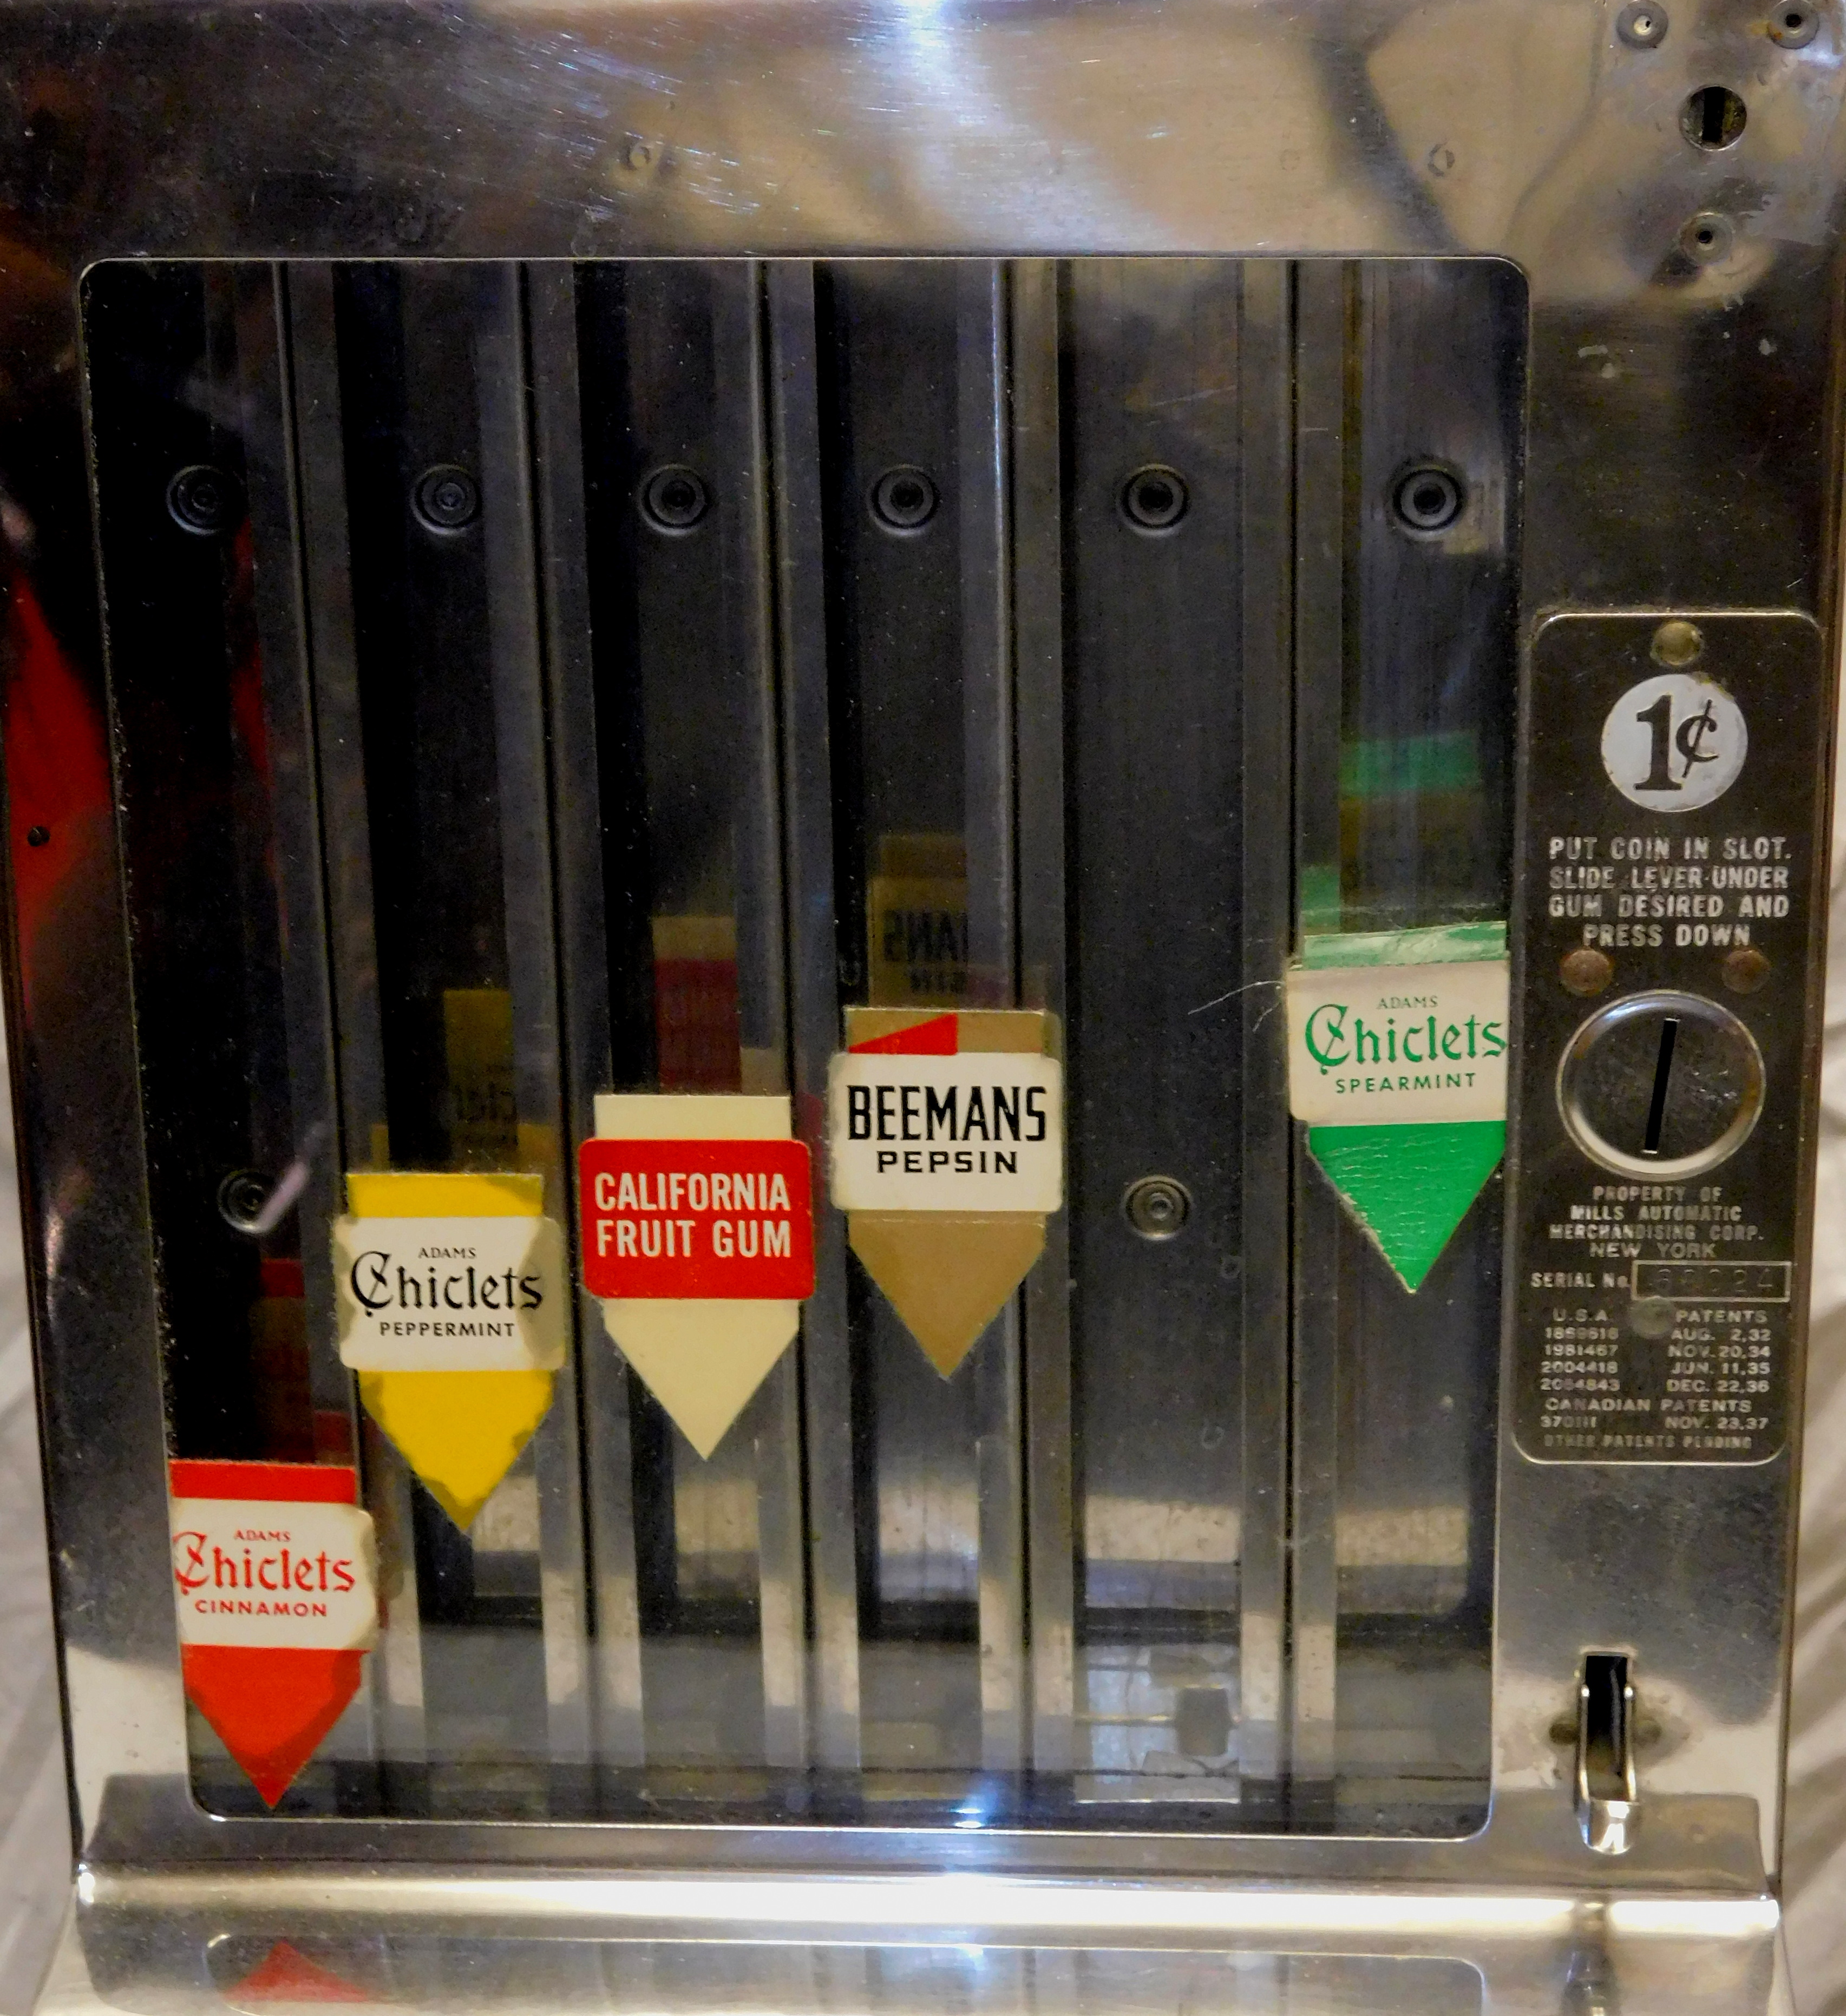 ADAMS
Chiclets
CINNAMON
ADAMS
Chiclets
PEPPERMINT
CALIFORNIA
FRUIT GUM
BEEMANS
PEPSIN
ADAMS
Chiclets
SPEARMINT
1¢
PUT COIN IN SLOT.
SLIDE LEVER UNDER
GUM DESIRED AND
PRESS DOWN
PROPERTY OF
MILLS AUTOMATIC
MERCHANDISING CORP.
NEW YORK
SERIAL No.
U.S.A. PATENTS
1869616 AUG. 2,32
1981467 NOV. 20,34
2004418 JUN. 11,35
2064843 DEC. 22,36
CANADIAN PATENTS
370111 NOV. 23,37
OTHER PATENTS PENDING